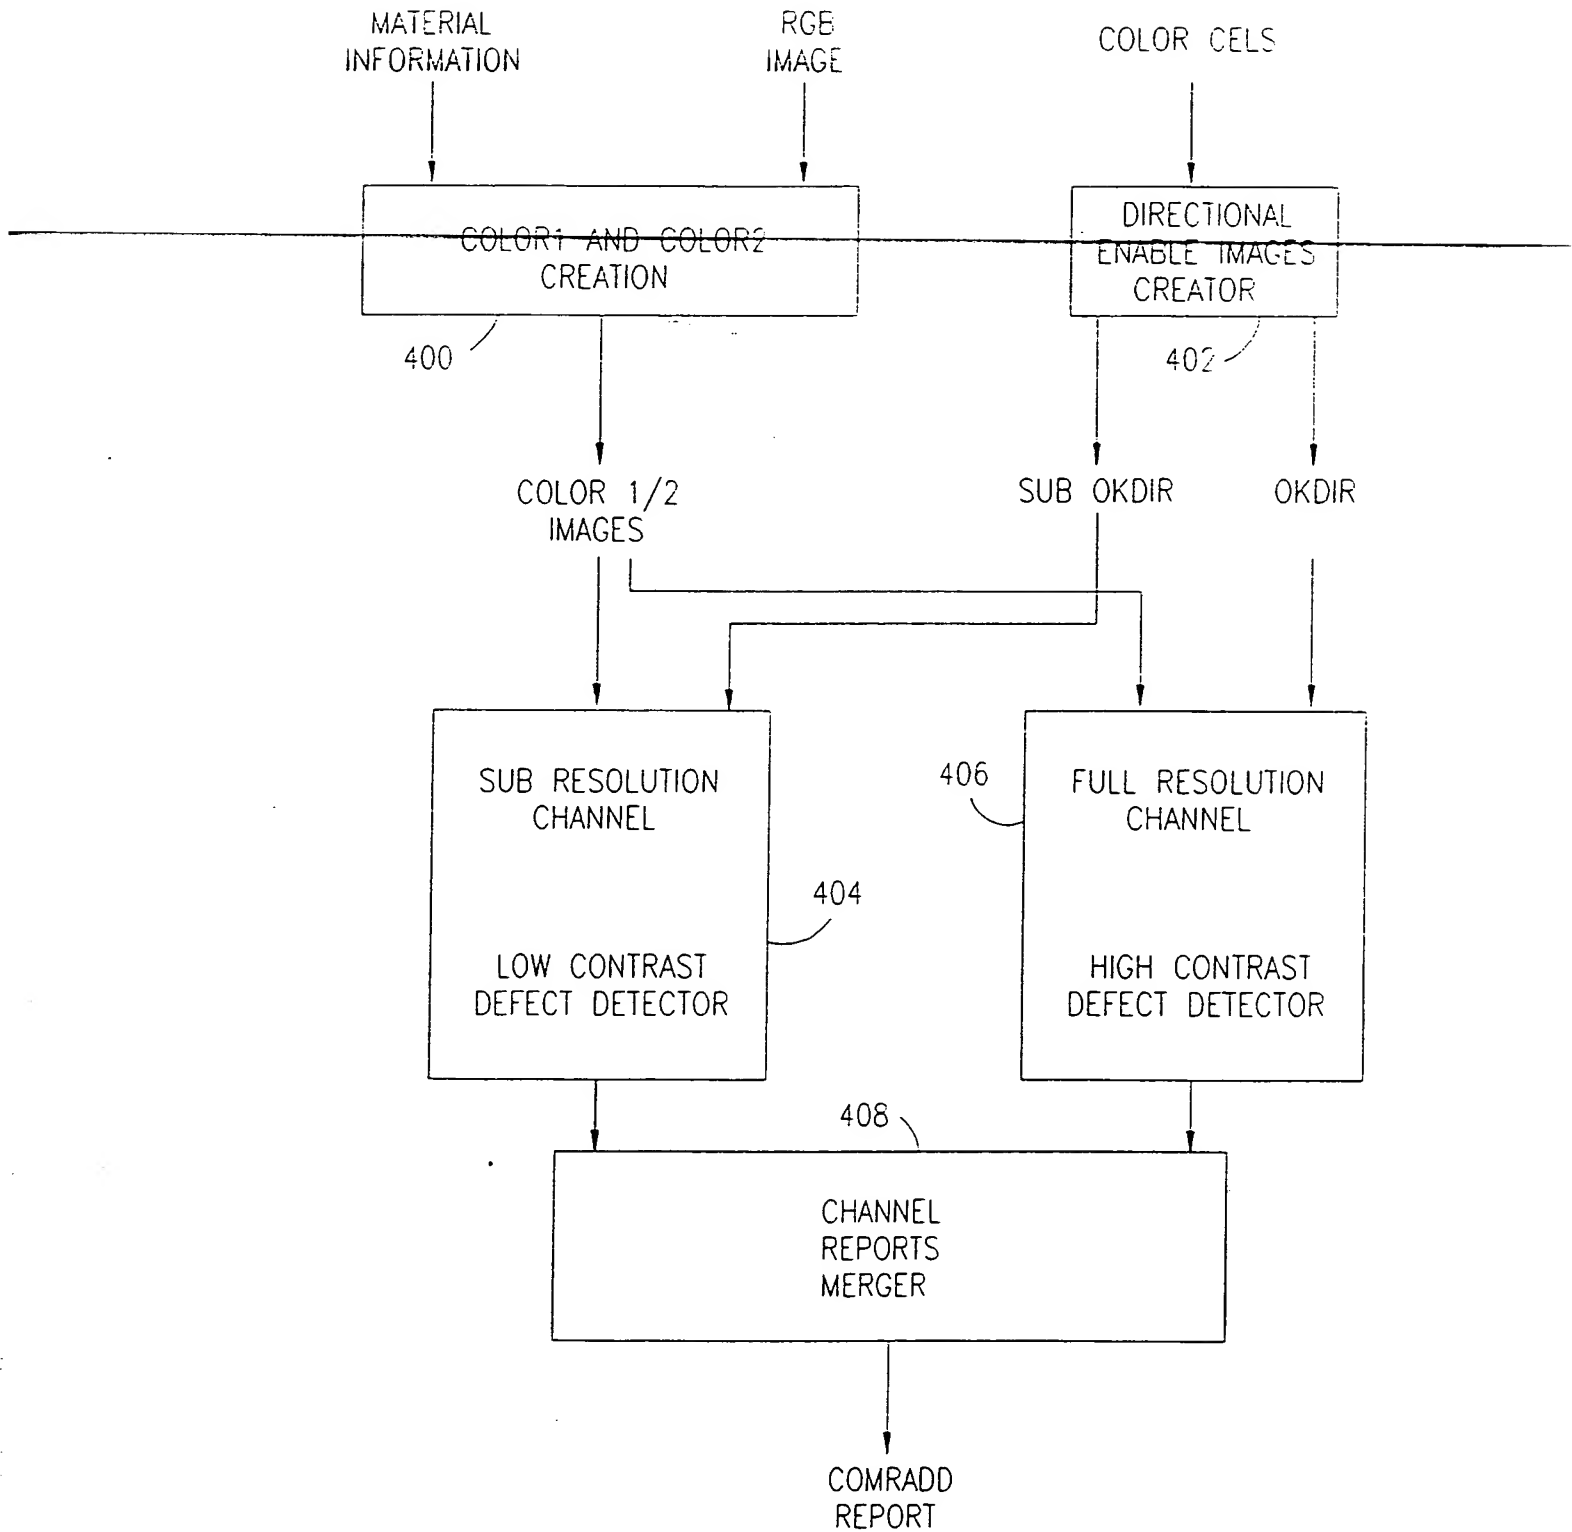 MATERIAL
INFORMATION
RGB
IMAGE
COLOR CELS
COLOR1 AND COLOR2
CREATION
DIRECTIONAL
ENABLE IMAGES
CREATOR
400
402
COLOR 1/2
IMAGES
SUB OKDIR
OKDIR
SUB RESOLUTION
CHANNEL
LOW CONTRAST
DEFECT DETECTOR
404
406
FULL RESOLUTION
CHANNEL
HIGH CONTRAST
DEFECT DETECTOR
408
CHANNEL
REPORTS
MERGER
COMRADD
REPORT